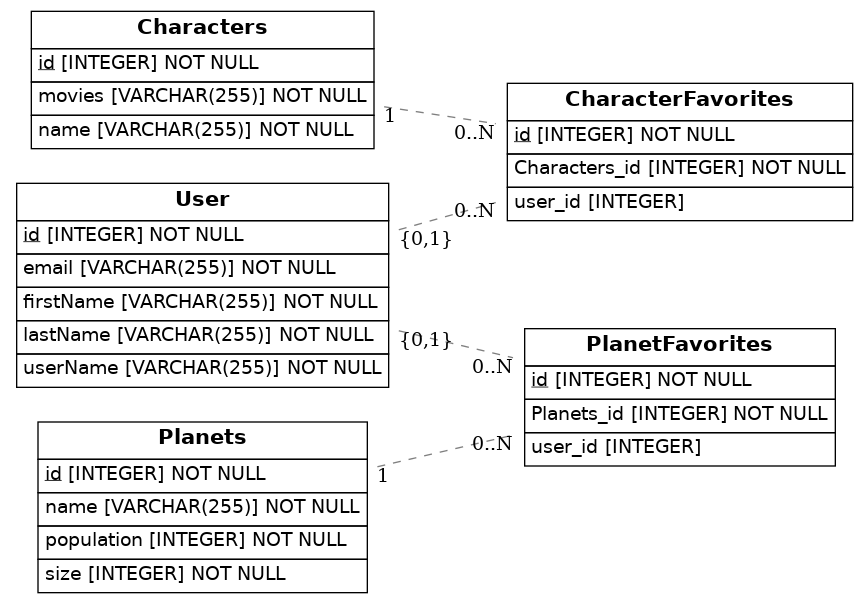 Characters
id [INTEGER] NOT NULL
movies [VARCHAR(255)] NOT NULL
name [VARCHAR(255)] NOT NULL
1
0..N
CharacterFavorites
id [INTEGER] NOT NULL
Characters_id [INTEGER] NOT NULL
user_id [INTEGER]
User
id [INTEGER] NOT NULL
email [VARCHAR(255)] NOT NULL
firstName [VARCHAR(255)] NOT NULL
lastName [VARCHAR(255)] NOT NULL
userName [VARCHAR(255)] NOT NULL
0..N
{0,1}
{0,1}
0..N
PlanetFavorites
id [INTEGER] NOT NULL
Planets_id [INTEGER] NOT NULL
user_id [INTEGER]
Planets
id [INTEGER] NOT NULL
name [VARCHAR(255)] NOT NULL
population [INTEGER] NOT NULL
size [INTEGER] NOT NULL
0..N
1